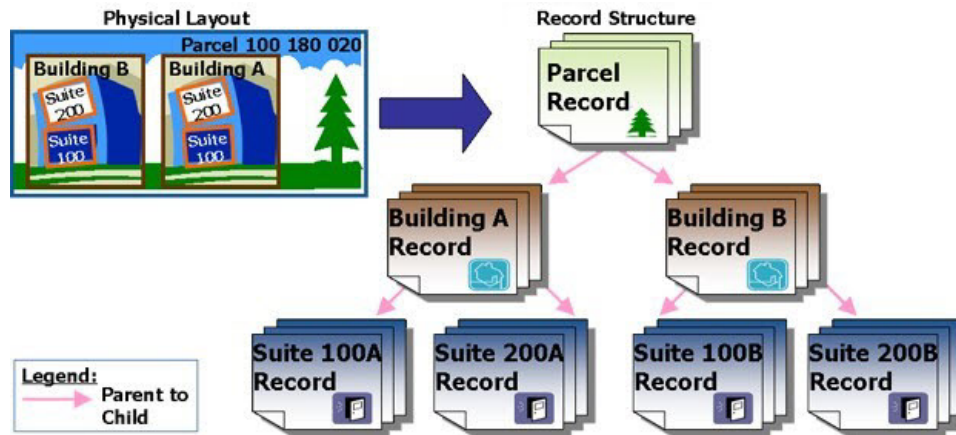 Physical Layout
Parcel 100 180 020
Building B
Building A
Suite
200
Suite
100
Suite
200
Suite
100
Record Structure
Parcel
Record
Building A
Record
Building B
Record
Suite 100A
Record
Suite 200A
Record
Suite 100B
Record
Suite 200B
Record
Legend:
Parent to
Child